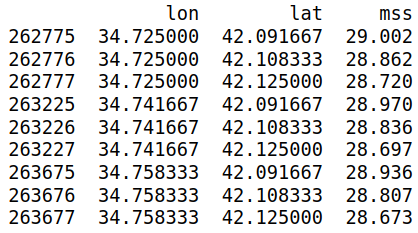 lon lat mss
262775 34.725000 42.091667 29.002
262776 34.725000 42.108333 28.862
262777 34.725000 42.125000 28.720
263225 34.741667 42.091667 28.970
263226 34.741667 42.108333 28.836
263227 34.741667 42.125000 28.697
263675 34.758333 42.091667 28.936
263676 34.758333 42.108333 28.807
263677 34.758333 42.125000 28.673